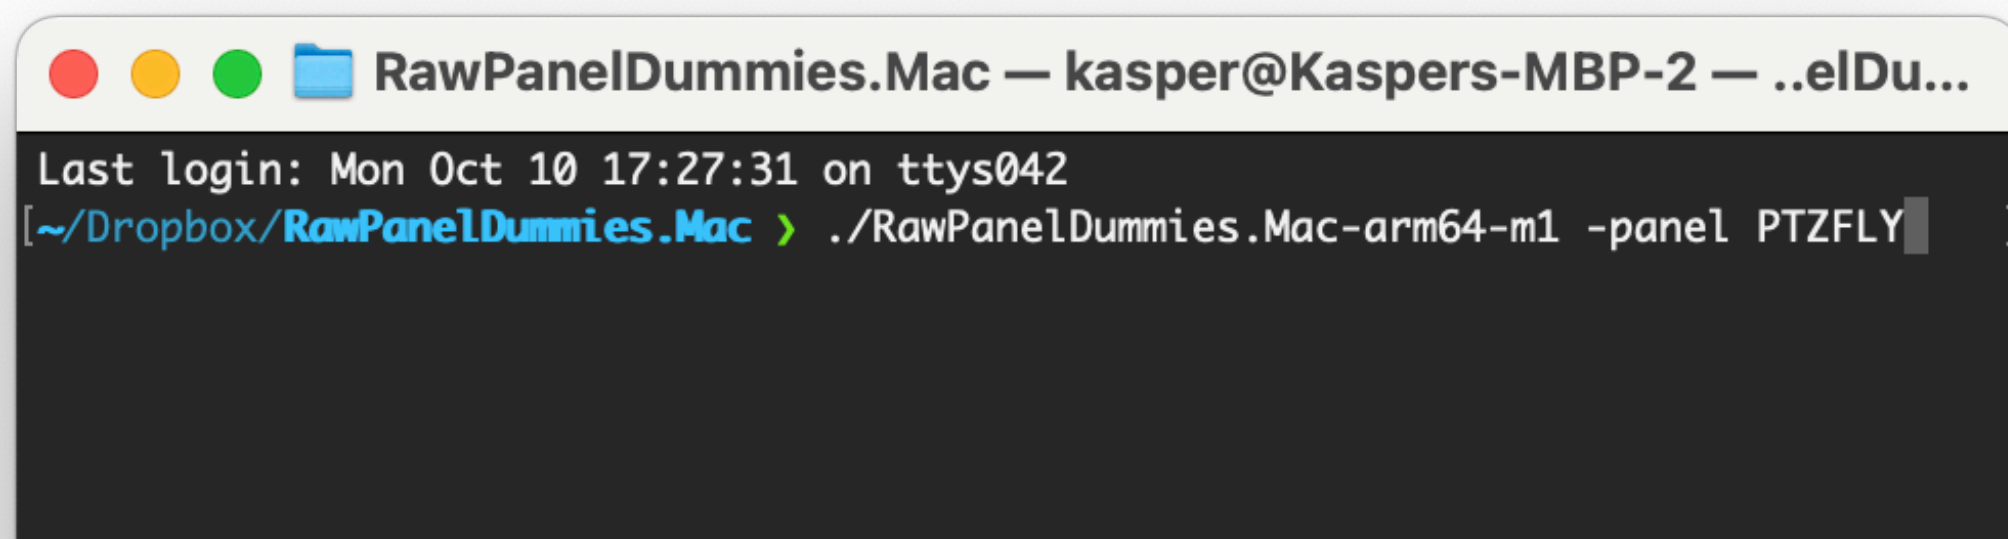 RawPanelDummies.Mac — kasper@Kaspers-MBP-2 — ..elDu...
Last login: Mon Oct 10 17:27:31 on ttys042
[~/Dropbox/RawPanelDummies.Mac ❯ ./RawPanelDummies.Mac-arm64-m1 -panel PTZFLY